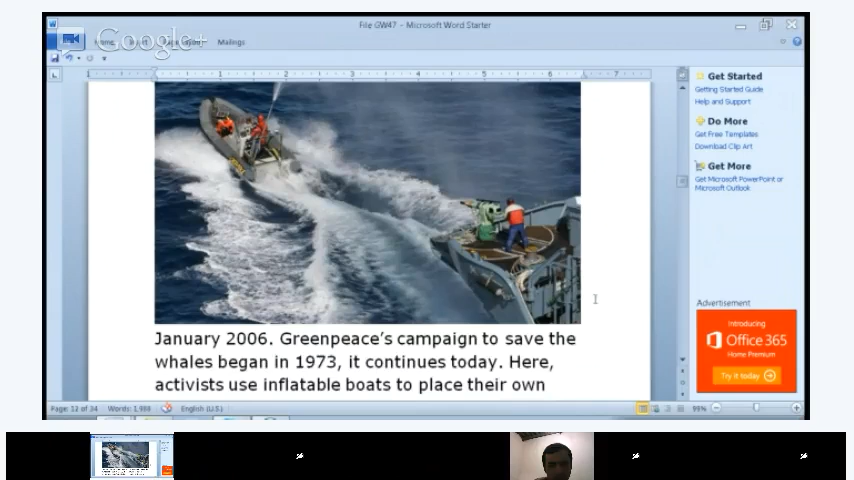 File GW47 - Microsoft Word Starter
Google+
Mailings
Get Started
Getting Started Guide
Help and Support
Do More
Get Free Templates
Download Clip Art
Get More
Get Microsoft PowerPoint or
Microsoft Outlook
January 2006. Greenpeace's campaign to save the
whales began in 1973, it continues today. Here,
activists use inflatable boats to place their own
Advertisement
Introducing
Office 365
Home Premium
Try it today
Page: 12 of 34
Words: 1,988
English (U.S.)
99%